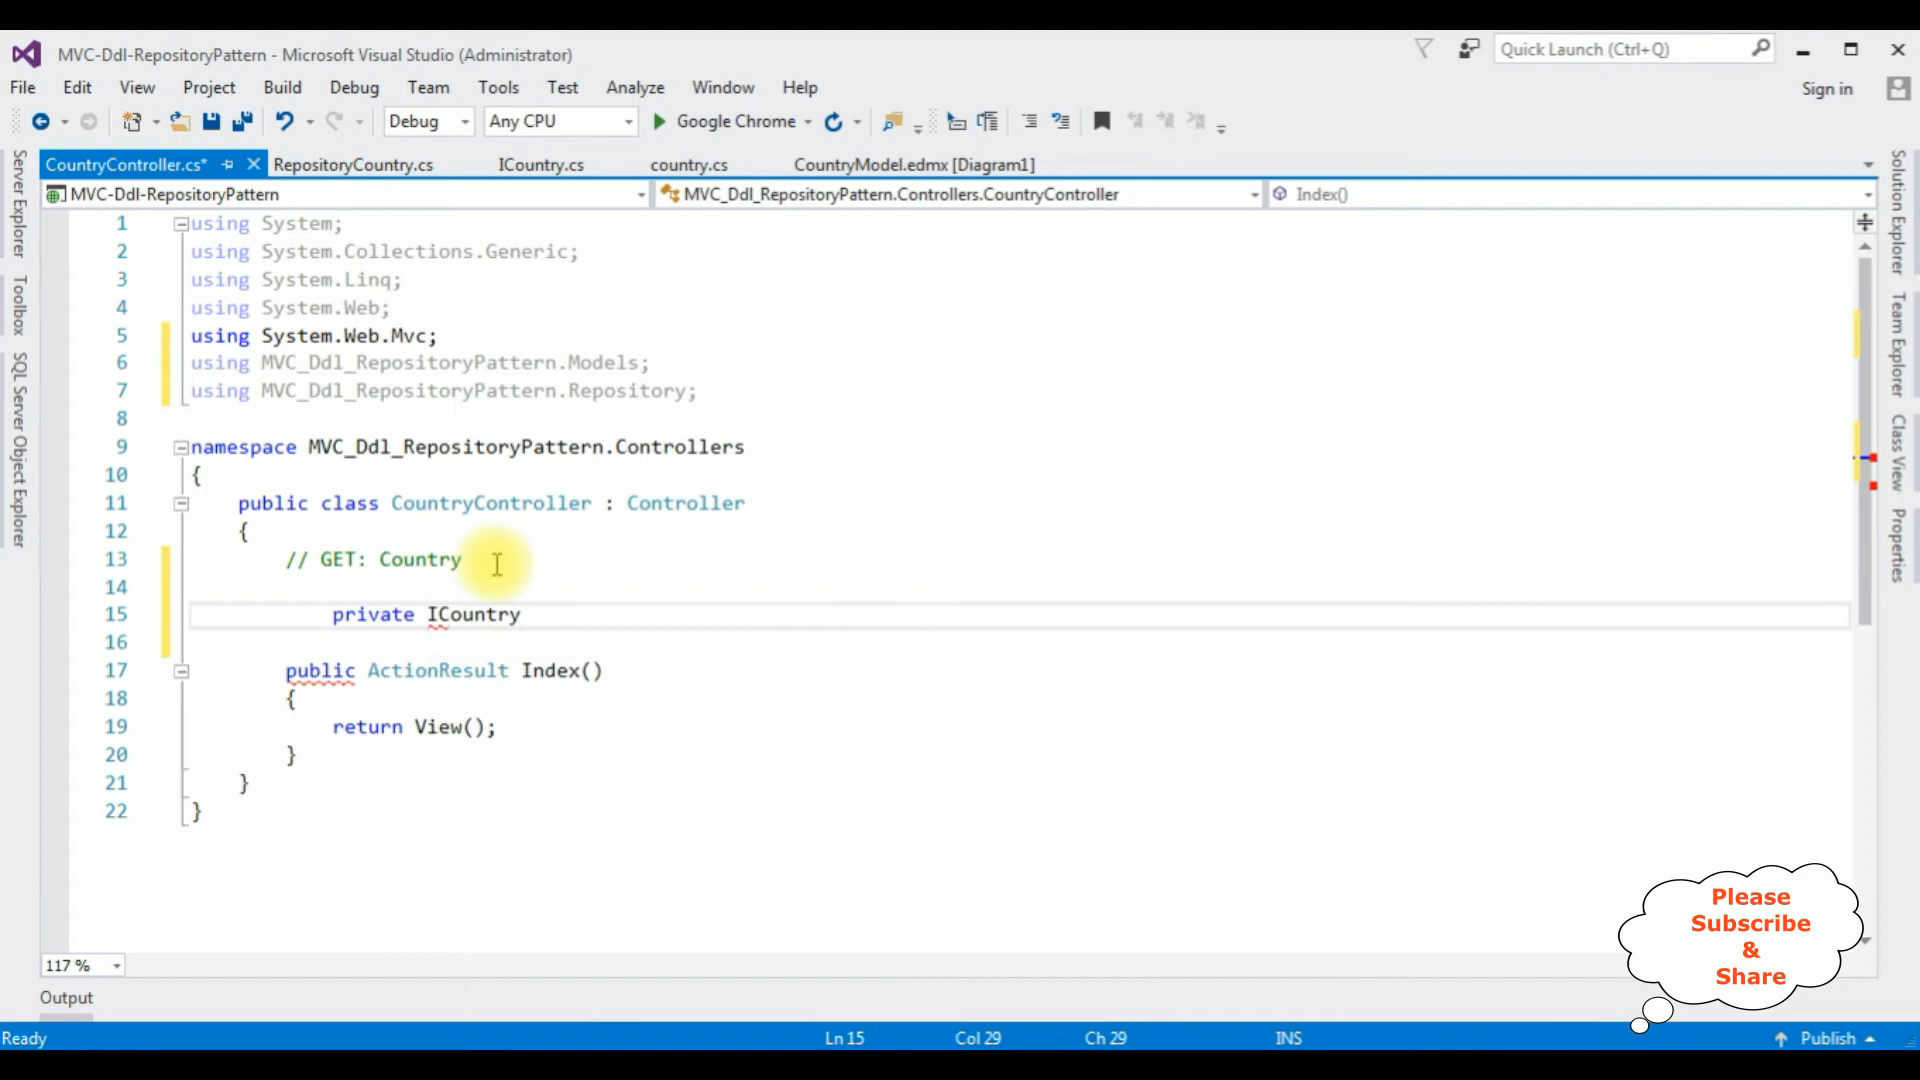 MVC-Ddl-RepositoryPattern - Microsoft Visual Studio (Administrator)
Quick Launch (Ctrl+Q)
File Edit View Project Build Debug Team Tools Test Analyze Window Help
Sign in
Debug Any CPU Google Chrome
CountryController.cs* RepositoryCountry.cs ICountry.cs country.cs CountryModel.edmx [Diagram1]
MVC-Ddl-RepositoryPattern MVC_Ddl_RepositoryPattern.Controllers.CountryController Index()
Server Explorer
Toolbox
SQL Server Object Explorer
1 using System;
2 using System.Collections.Generic;
3 using System.Linq;
4 using System.Web;
5 using System.Web.Mvc;
6 using MVC_Ddl_RepositoryPattern.Models;
7 using MVC_Ddl_RepositoryPattern.Repository;
8
9 namespace MVC_Ddl_RepositoryPattern.Controllers
10 {
11 public class CountryController : Controller
12 {
13 // GET: Country
14
15 private ICountry
16
17 public ActionResult Index()
18 {
19 return View();
20 }
21 }
22 }
Solution Explorer
Team Explorer
Class View
Properties
Please
Subscribe
&
Share
117 %
Output
Ready Ln 15 Col 29 Ch 29 INS Publish